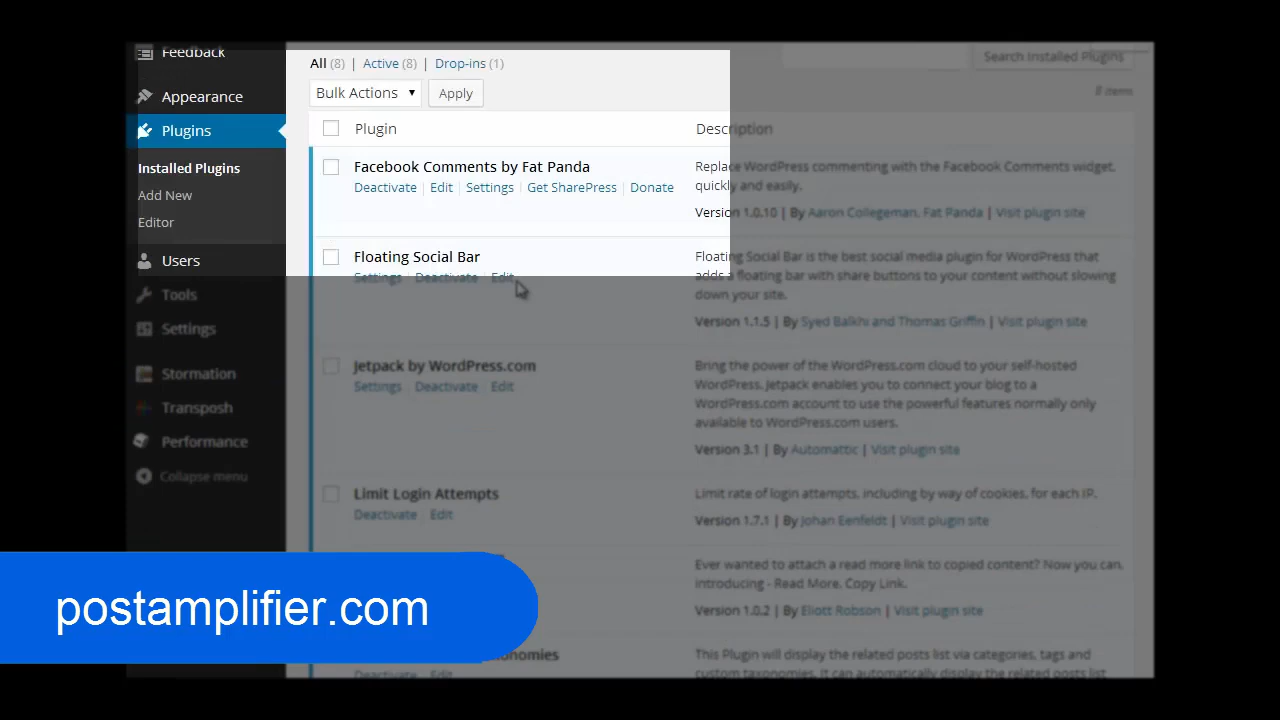 Feedback
Appearance
Plugins
Installed Plugins
Add New
Editor
Users
Tools
Settings
Stormation
Transposh
Performance
Collapse menu
All (8) | Active (8) | Drop-ins (1)
Search Installed Plugins
Bulk Actions Apply
8 items
Plugin Description
Facebook Comments by Fat Panda
Deactivate | Edit | Settings | Get SharePress | Donate
Replace WordPress commenting with the Facebook Comments widget,
quickly and easily.
Version 1.0.10 | By Aaron Collegeman, Fat Panda | Visit plugin site
Floating Social Bar
Settings | Deactivate | Edit
Floating Social Bar is the best social media plugin for WordPress that
adds a floating bar with share buttons to your content without slowing
down your site.
Version 1.1.5 | By Syed Balkhi and Thomas Griffin | Visit plugin site
Jetpack by WordPress.com
Settings | Deactivate | Edit
Bring the power of the WordPress.com cloud to your self-hosted
WordPress. Jetpack enables you to connect your blog to a
WordPress.com account to use the powerful features normally only
available to WordPress.com users.
Version 3.1 | By Automattic | Visit plugin site
Limit Login Attempts
Deactivate | Edit
Limit rate of login attempts, including by way of cookies, for each IP.
Version 1.7.1 | By Johan Eenfeldt | Visit plugin site
Ever wanted to attach a read more link to copied content? Now you can,
introducing - Read More, Copy Link.
Version 1.0.2 | By Eliott Robson | Visit plugin site
Deactivate | Edit
This Plugin will display the related posts list via categories, tags and
custom taxonomies. It can automatically display the related posts list
postamplifier.com